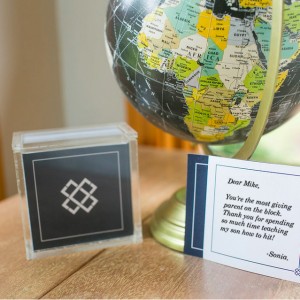 AFRICA
Dear Mike,
You're the most giving
parent on the block.
Thank you for spending
so much time teaching
my son how to hit!
-Sonia.